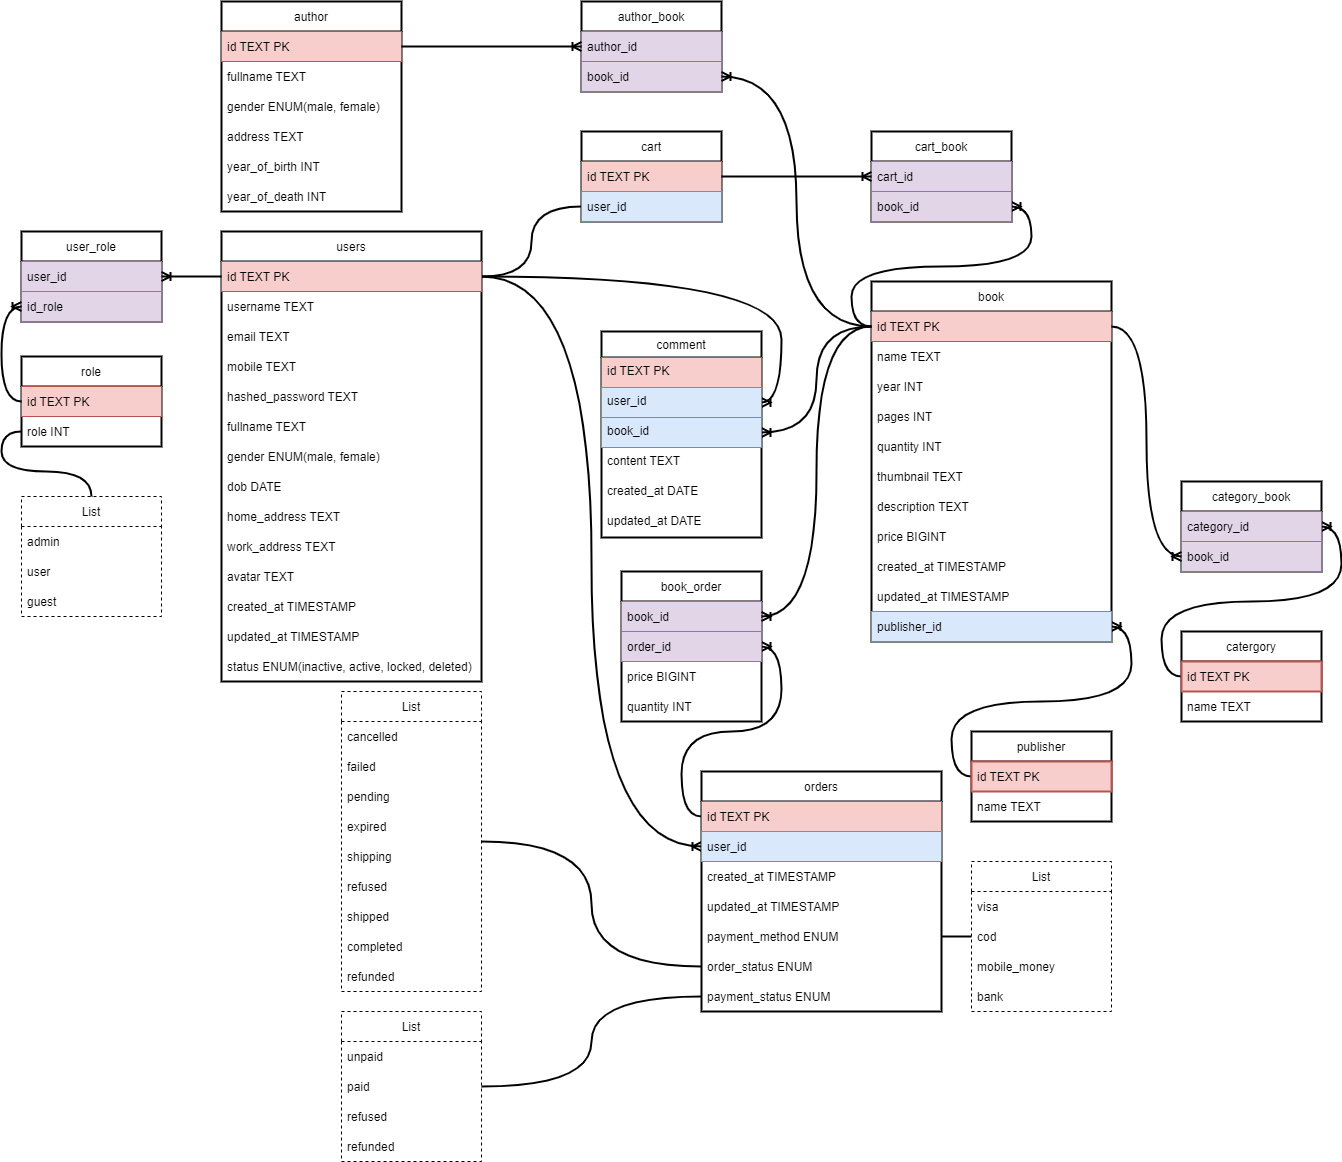 author
id TEXT PK
fullname TEXT
gender ENUM(male, female)
address TEXT
year_of_birth INT
year_of_death INT
author_book
author_id
book_id
cart
id TEXT PK
user_id
cart_book
cart_id
book_id
user_role
user_id
id_role
role
id TEXT PK
role INT
List
admin
user
guest
users
id TEXT PK
username TEXT
email TEXT
mobile TEXT
hashed_password TEXT
fullname TEXT
gender ENUM(male, female)
dob DATE
home_address TEXT
work_address TEXT
avatar TEXT
created_at TIMESTAMP
updated_at TIMESTAMP
status ENUM(inactive, active, locked, deleted)
comment
id TEXT PK
user_id
book_id
content TEXT
created_at DATE
updated_at DATE
book
id TEXT PK
name TEXT
year INT
pages INT
quantity INT
thumbnail TEXT
description TEXT
price BIGINT
created_at TIMESTAMP
updated_at TIMESTAMP
publisher_id
category_book
category_id
book_id
book_order
book_id
order_id
price BIGINT
quantity INT
catergory
id TEXT PK
name TEXT
publisher
id TEXT PK
name TEXT
List
cancelled
failed
pending
expired
shipping
refused
shipped
completed
refunded
orders
id TEXT PK
user_id
created_at TIMESTAMP
updated_at TIMESTAMP
payment_method ENUM
order_status ENUM
payment_status ENUM
List
visa
cod
mobile_money
bank
List
unpaid
paid
refused
refunded